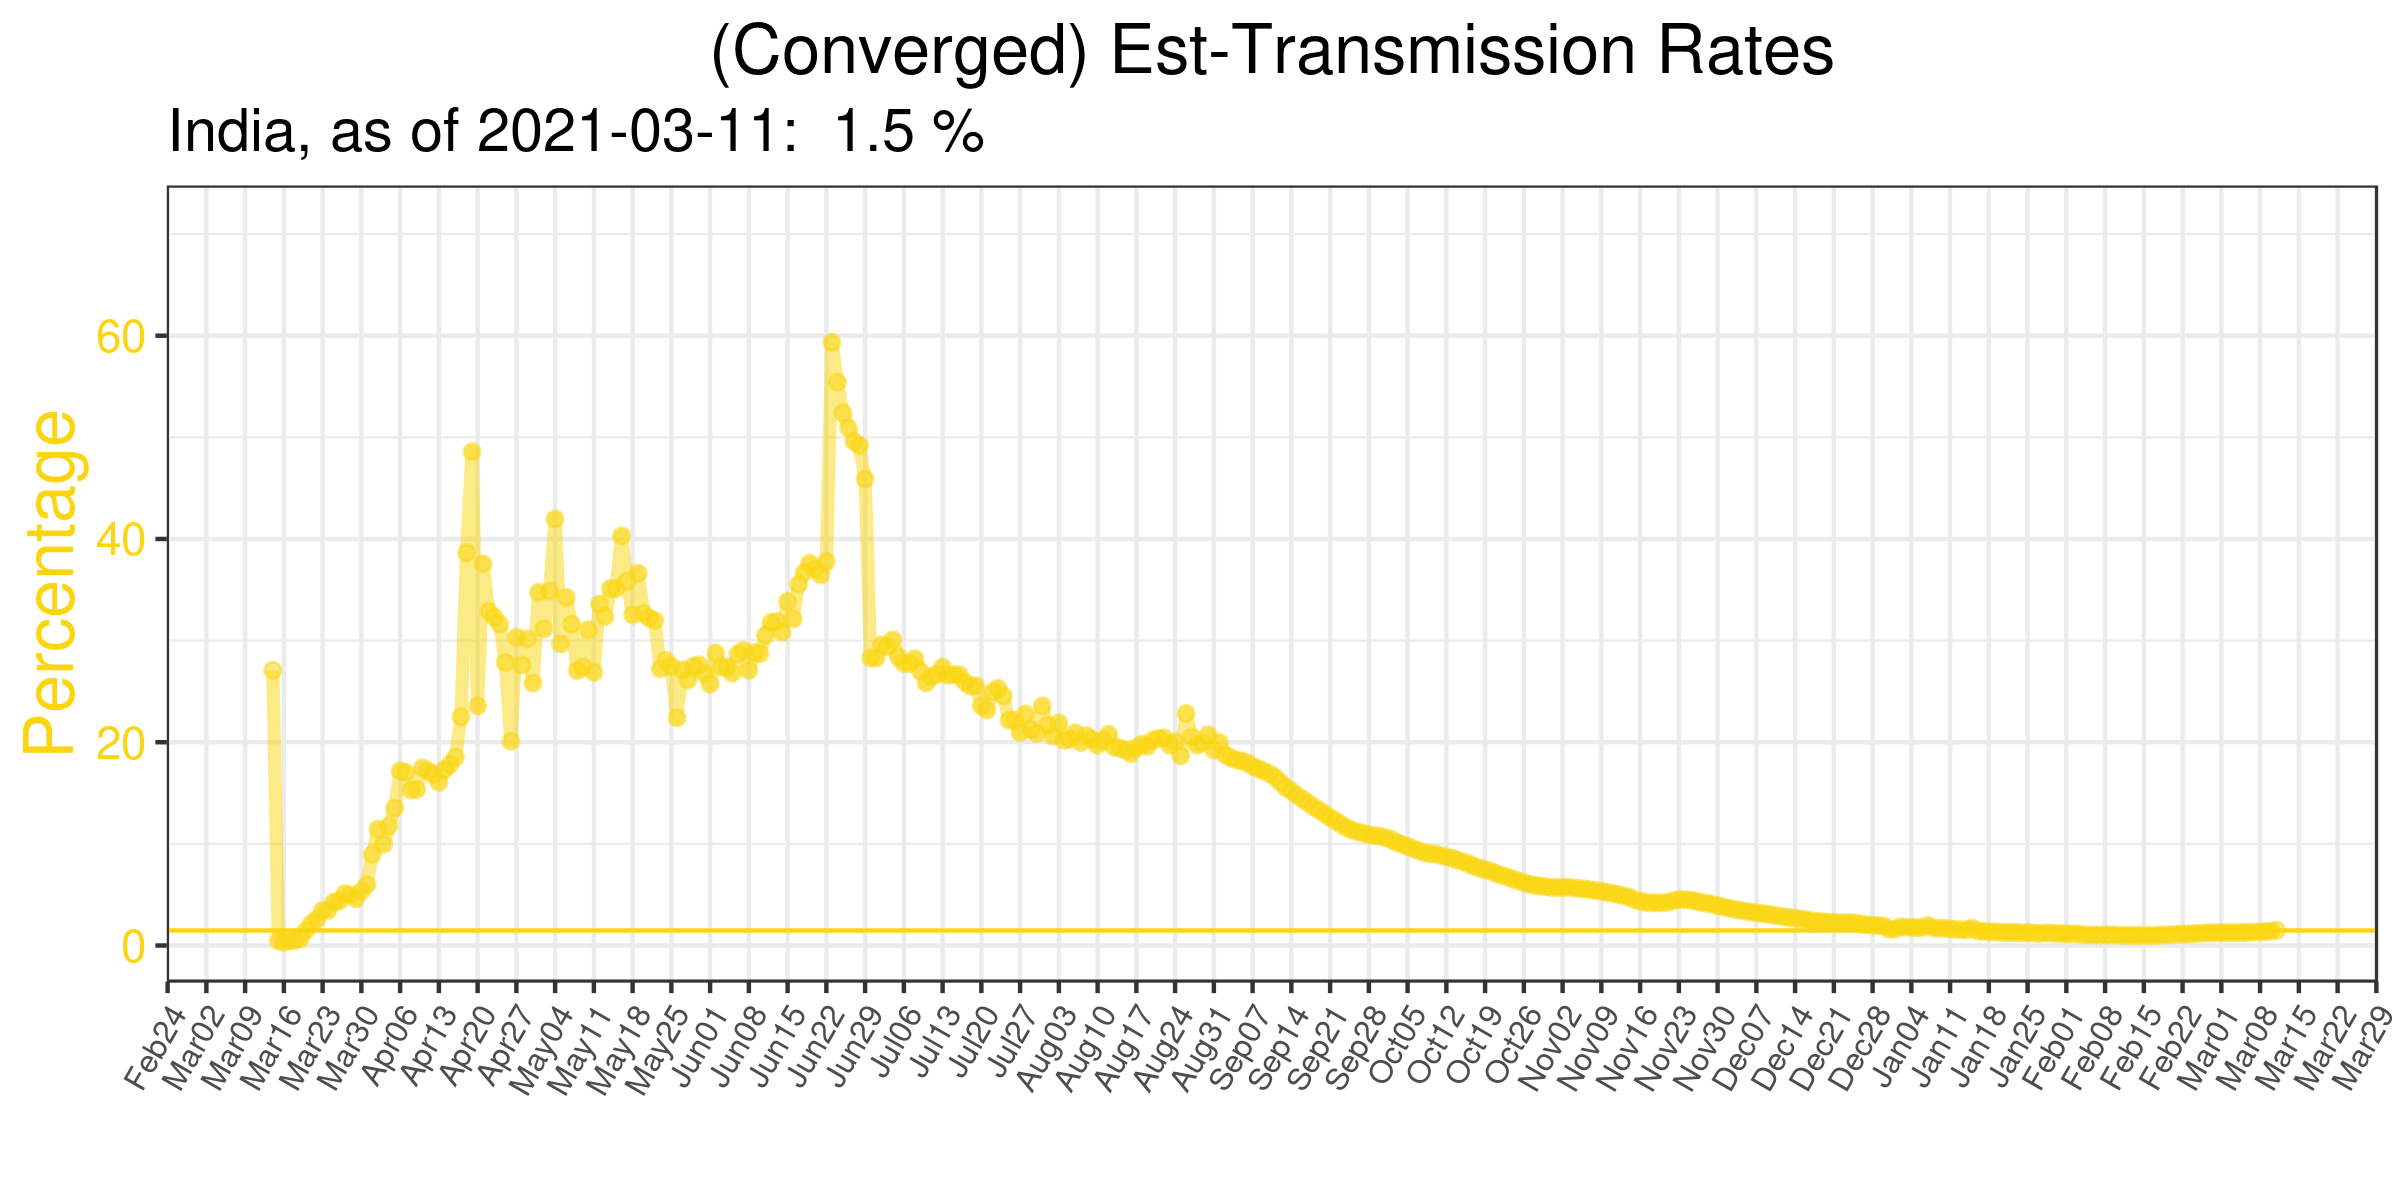 (Converged) Est-Transmission Rates
India, as of 2021-03-11:  1.5 %
Percentage
60
40
20
0
Feb24 Mar02 Mar09 Mar16 Mar23 Mar30 Apr06 Apr13 Apr20 Apr27 May04 May11 May18 May25 Jun01 Jun08 Jun15 Jun22 Jun29 Jul06 Jul13 Jul20 Jul27 Aug03 Aug10 Aug17 Aug24 Aug31 Sep07 Sep14 Sep21 Sep28 Oct05 Oct12 Oct19 Oct26 Nov02 Nov09 Nov16 Nov23 Nov30 Dec07 Dec14 Dec21 Dec28 Jan04 Jan11 Jan18 Jan25 Feb01 Feb08 Feb15 Feb22 Mar01 Mar08 Mar15 Mar22 Mar29